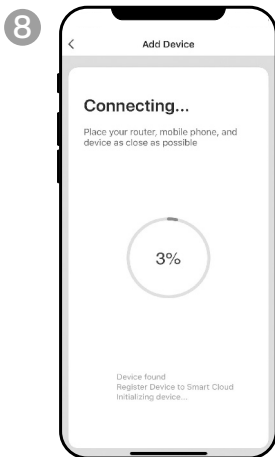 8
Add Device
Connecting...
Place your router, mobile phone, and
device as close as possible
3%
Device found
Register Device to Smart Cloud
Initializing device...